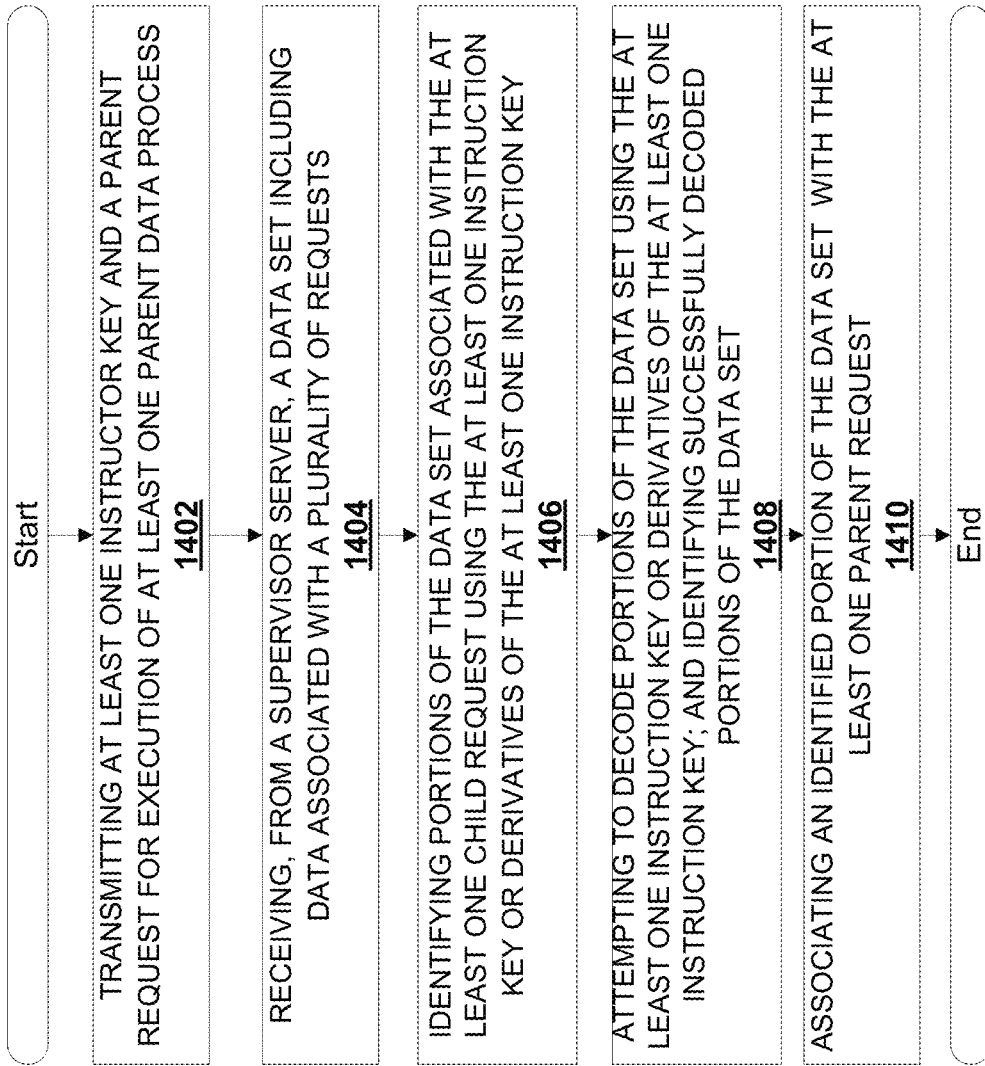 Start
TRANSMITTING AT LEAST ONE INSTRUCTOR KEY AND A PARENT
REQUEST FOR EXECUTION OF AT LEAST ONE PARENT DATA PROCESS
1402
RECEIVING, FROM A SUPERVISOR SERVER, A DATA SET INCLUDING
DATA ASSOCIATED WITH A PLURALITY OF REQUESTS
1404
IDENTIFYING PORTIONS OF THE DATA SET ASSOCIATED WITH THE AT
LEAST ONE CHILD REQUEST USING THE AT LEAST ONE INSTRUCTION
KEY OR DERIVATIVES OF THE AT LEAST ONE INSTRUCTION KEY
1406
ATTEMPTING TO DECODE PORTIONS OF THE DATA SET USING THE AT
LEAST ONE INSTRUCTION KEY OR DERIVATIVES OF THE AT LEAST ONE
INSTRUCTION KEY; AND IDENTIFYING SUCCESSFULLY DECODED
PORTIONS OF THE DATA SET
1408
ASSOCIATING AN IDENTIFIED PORTION OF THE DATA SET WITH THE AT
LEAST ONE PARENT REQUEST
1410
End